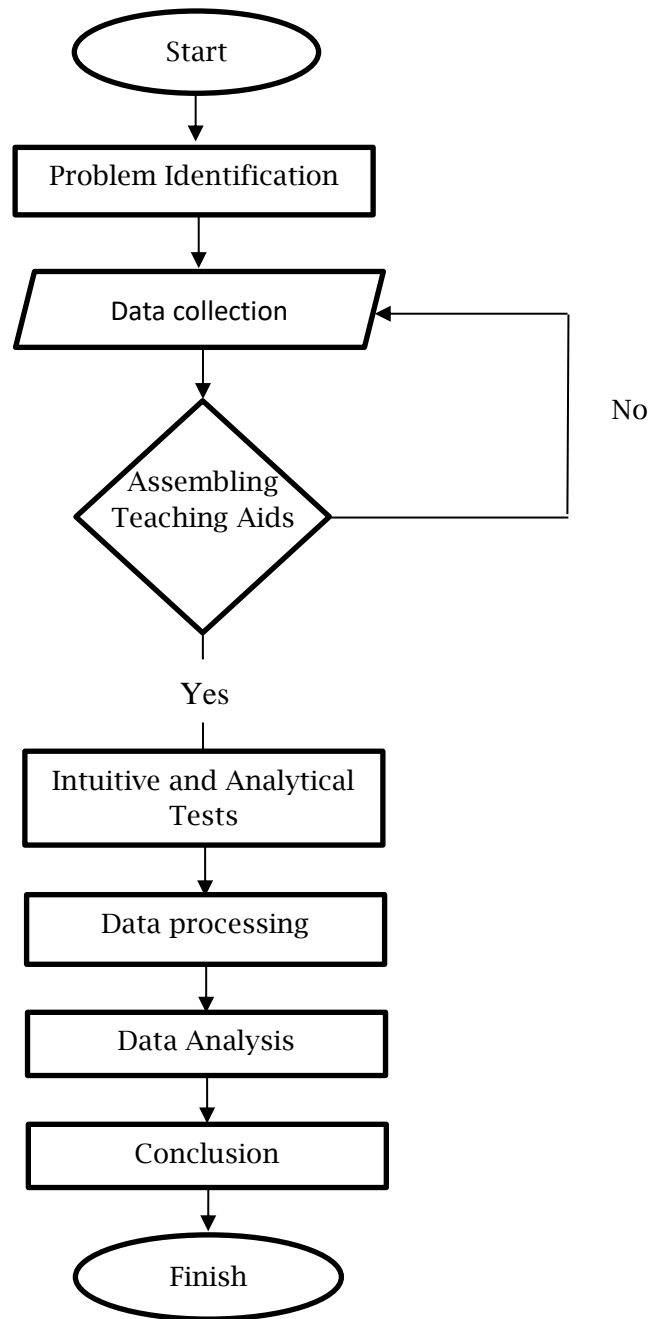 Start
Problem Identification
Data collection
No
Assembling
Teaching Aids
Yes
Intuitive and Analytical
Tests
Data processing
Data Analysis
Conclusion
Finish